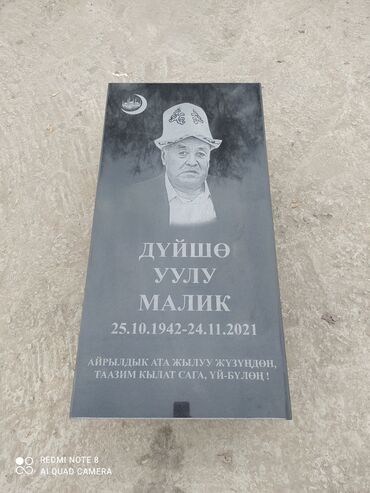 ДҮЙШӨ
УУЛУ
МАЛИК
25.10.1942-24.11.2021
АЙРЫЛДЫК АТА ЖЫЛУУ ЖҮЗҮҢДӨН,
ТААЗИМ КЫЛАТ САГА, ҮЙ-БҮЛӨҢ !
REDMI NOTE 8
AI QUAD CAMERA